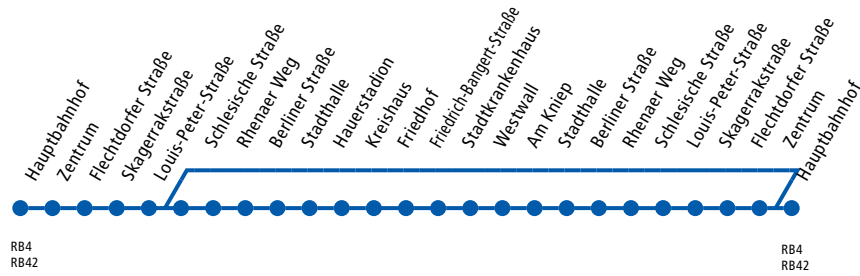 Hauptbahnhof
Zentrum
Flechtdorfer Straße
Skagerrakstraße
Louis-Peter-Straße
Schlesische Straße
Rhenaer Weg
Berliner Straße
Stadthalle
Hauerstadion
Kreishaus
Friedhof
Friedrich-Bangert-Straße
Stadtkrankenhaus
Westwall
Am Kniep
Stadthalle
Berliner Straße
Rhenaer Weg
Schlesische Straße
Louis-Peter-Straße
Skagerrakstraße
Flechtdorfer Straße
Zentrum
Hauptbahnhof
RB4
RB42
RB4
RB42